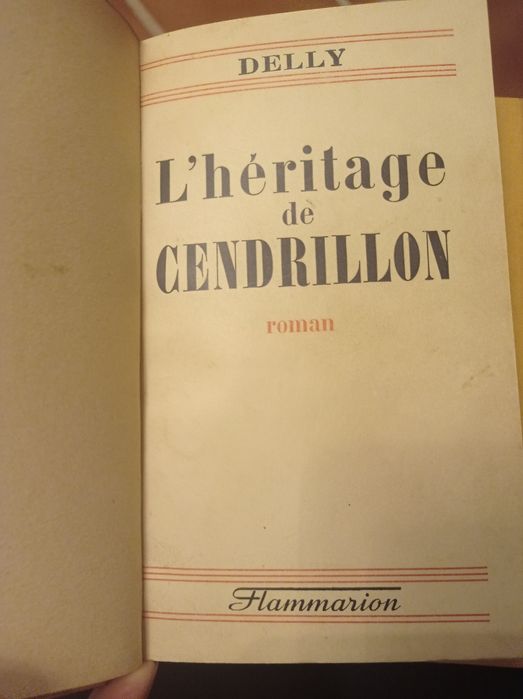 DELLY
L'héritage
de
CENDRILLON
roman
Flammarion